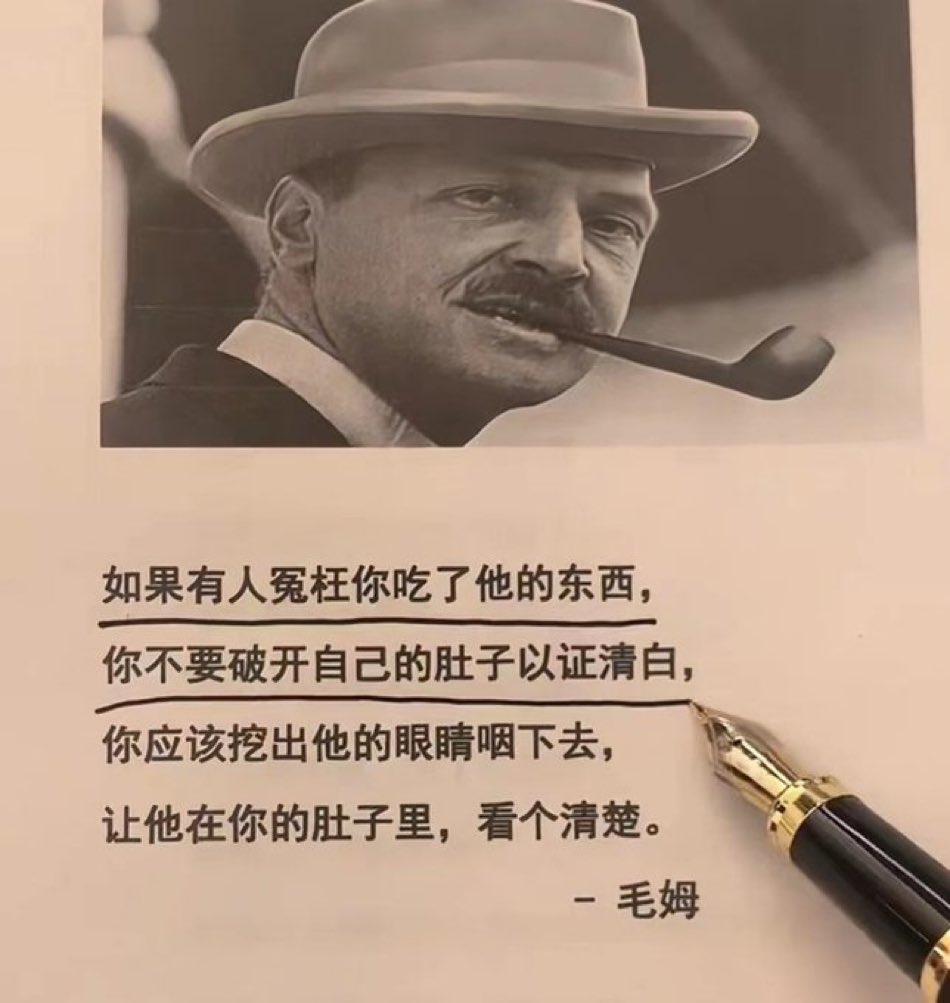 如果有人冤枉你吃了他的东西，
你不要破开自己的肚子以证清白，
你应该挖出他的眼睛咽下去，
让他在你的肚子里，看个清楚。
- 毛姆